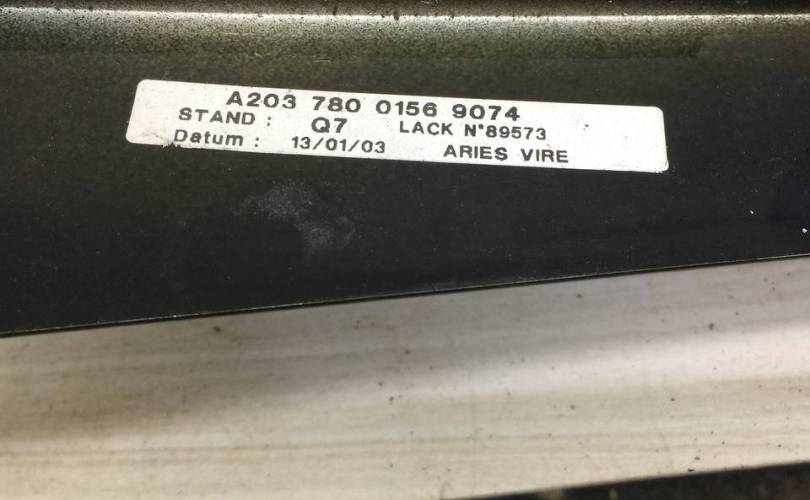 A203 780 0156 9074
STAND : Q7 LACK N°89573
Datum : 13/01/03 ARIES VIRE